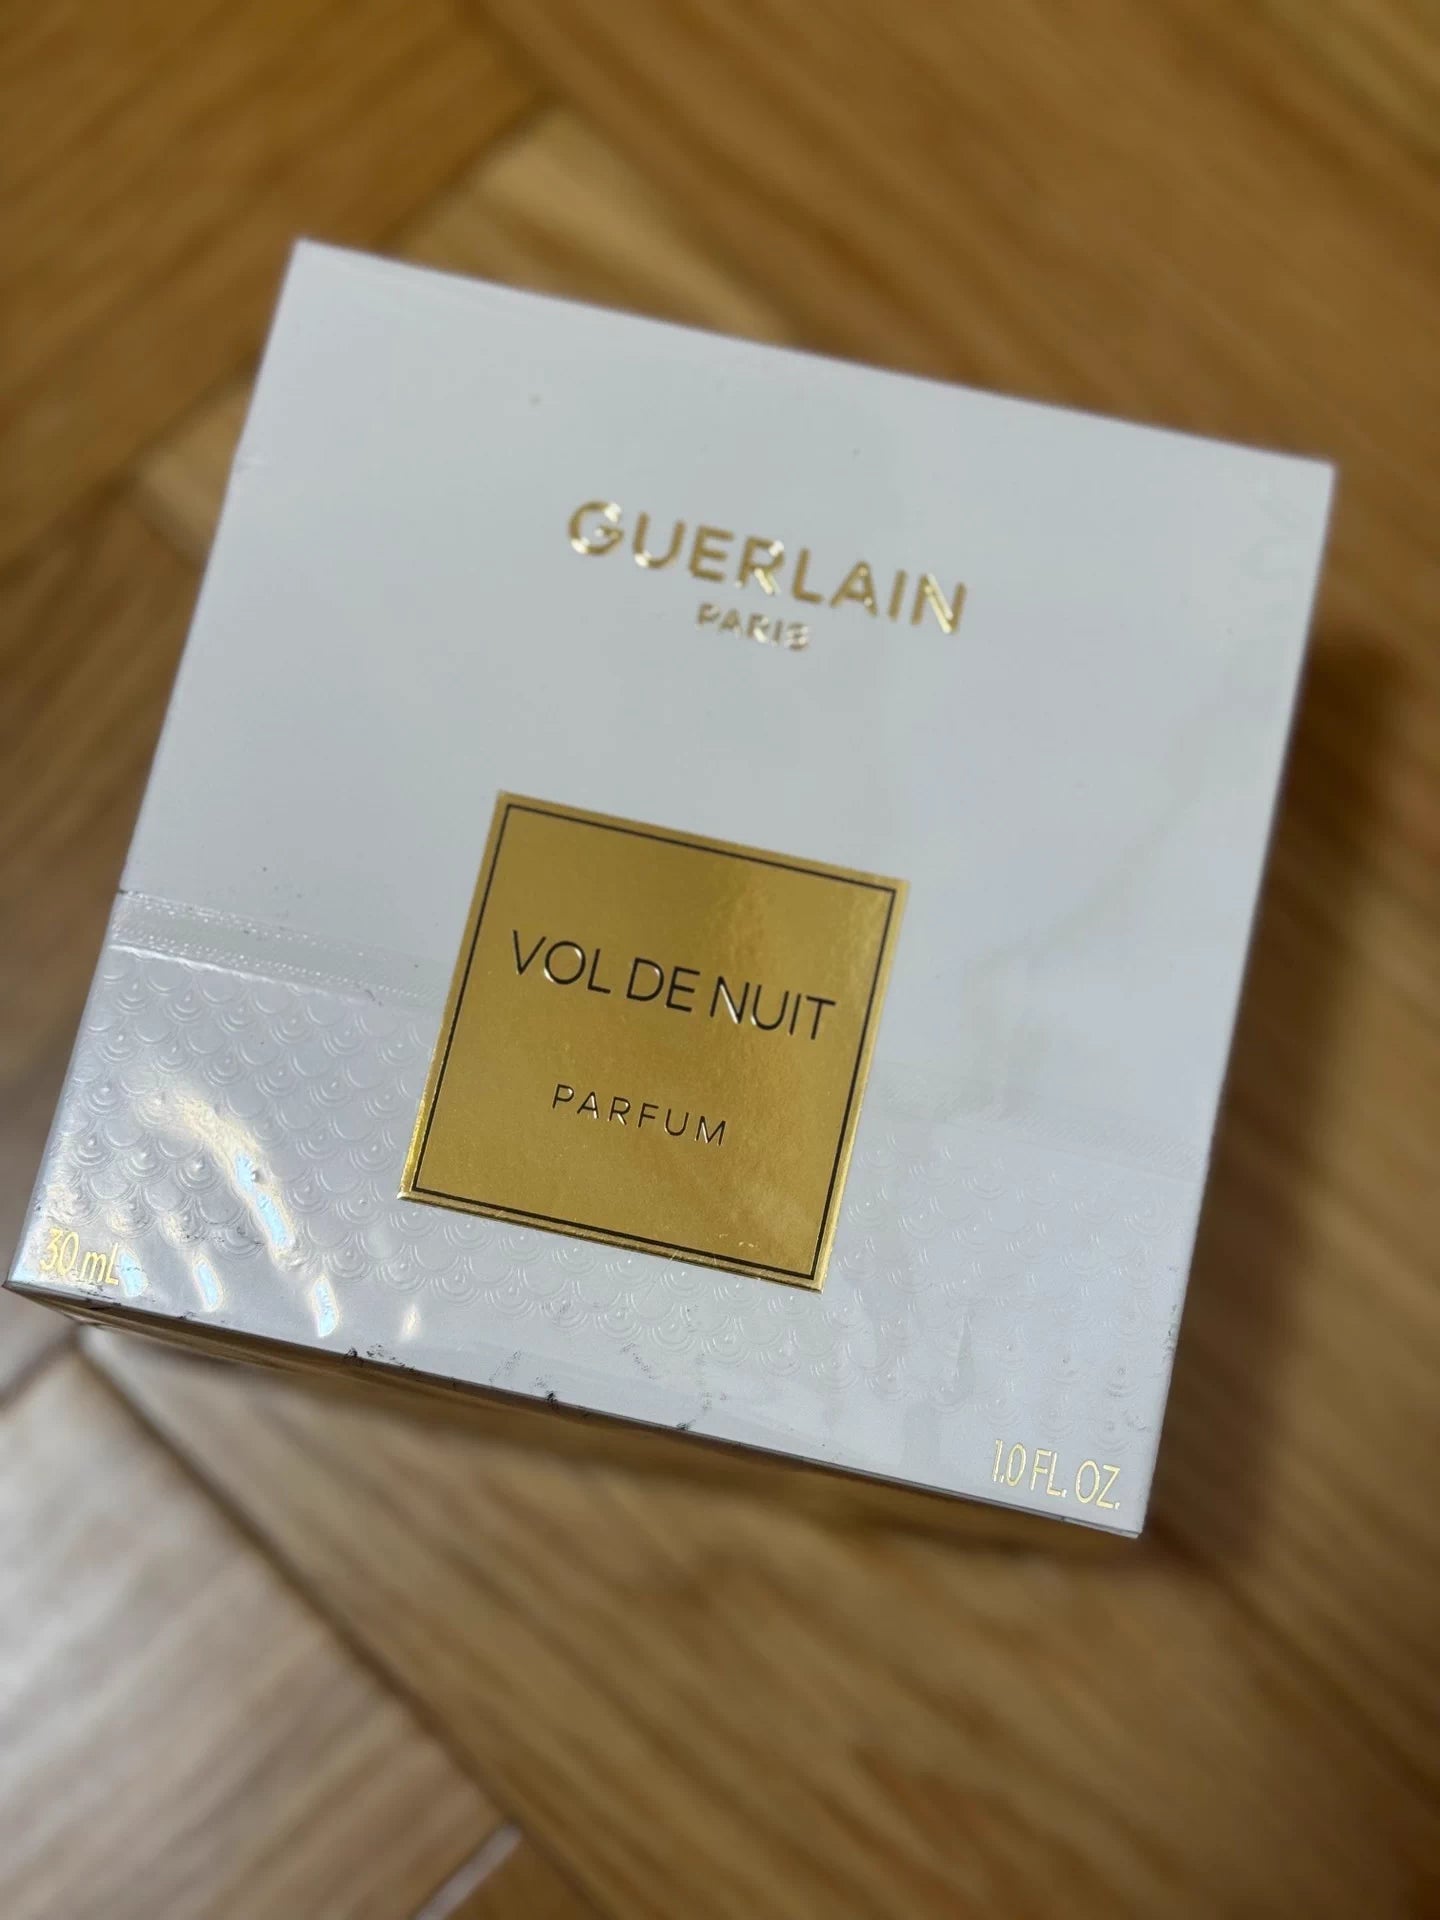 GUERLAIN
PARIS
VOL DE NUIT
PARFUM
30 mL
1.0 FL. OZ.